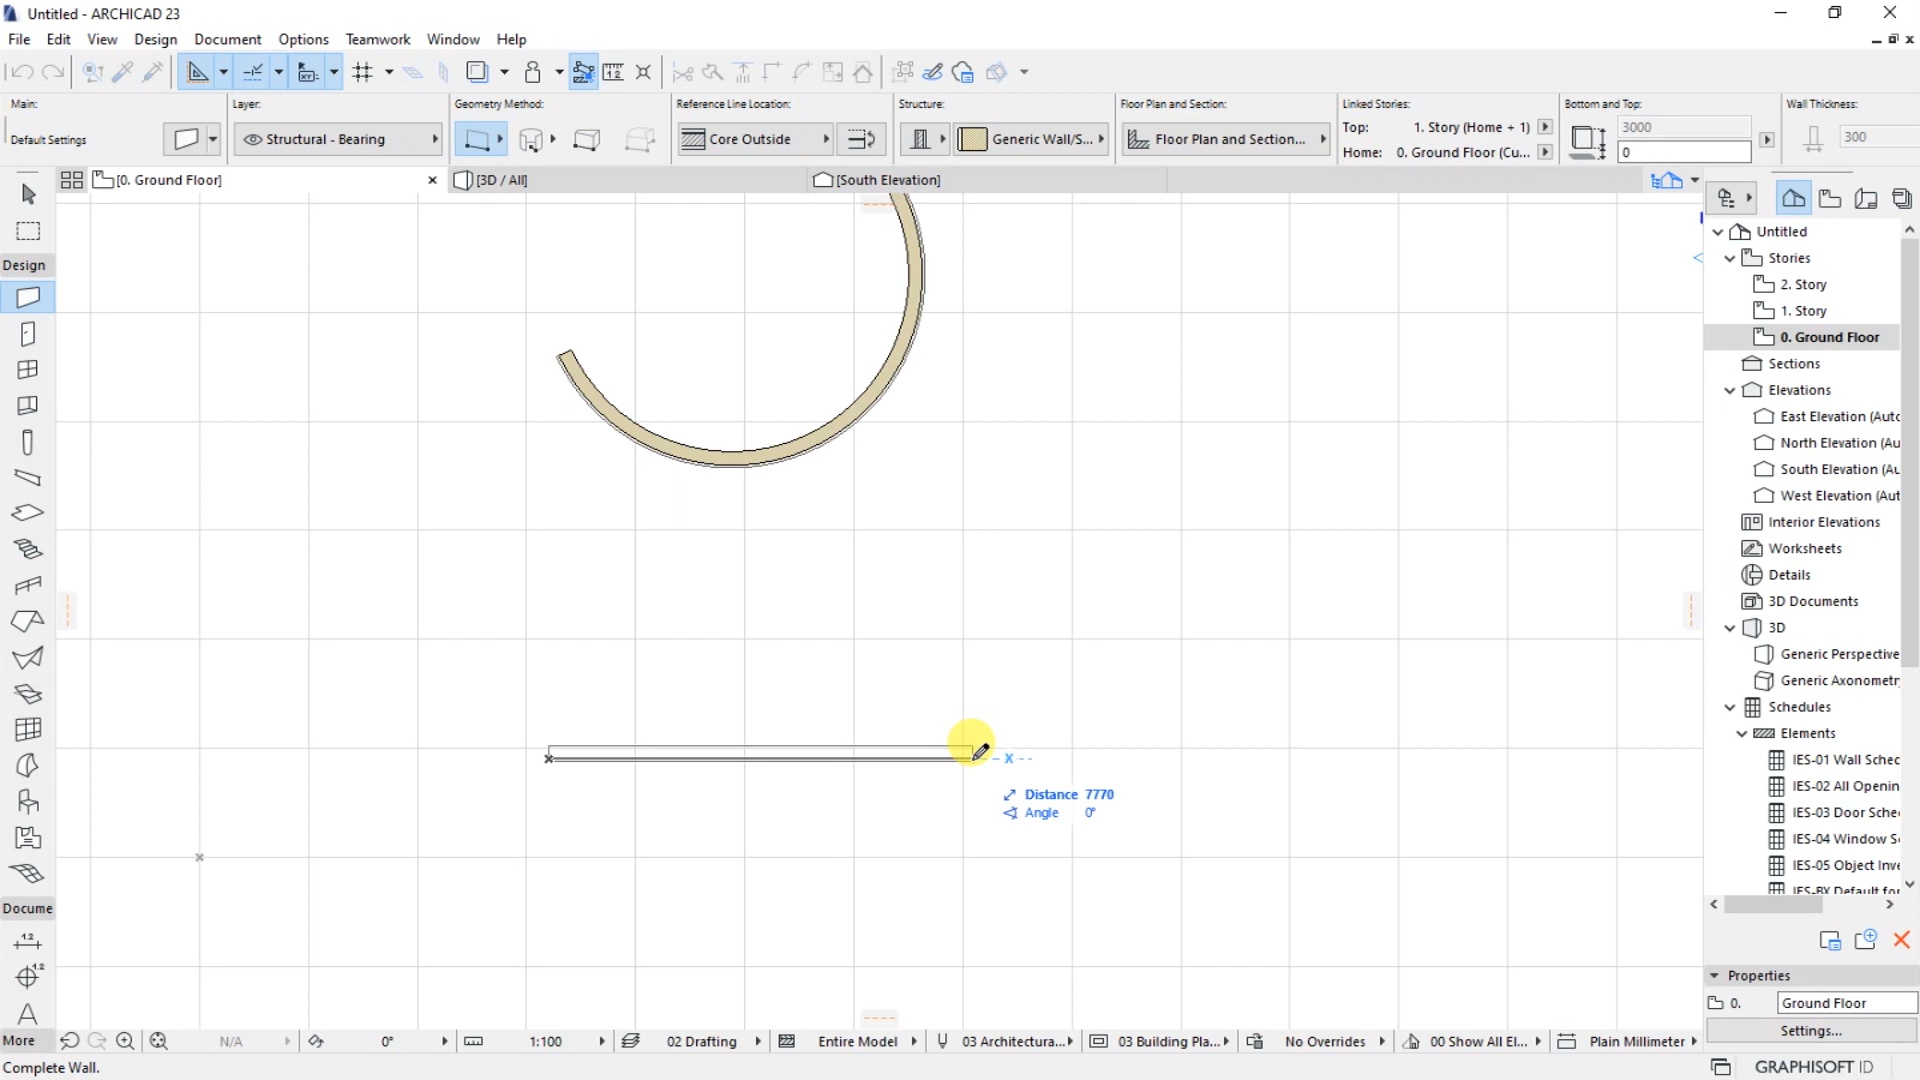 Untitled - ARCHICAD 23
File Edit View Design Document Options Teamwork Window Help
Main: Layer: Geometry Method: Reference Line Location: Structure: Floor Plan and Section: Linked Stories: Bottom and Top: Wall Thickness:
Default Settings Structural - Bearing Core Outside Generic Wall/S... Floor Plan and Section...
Top: 1. Story (Home + 1) 3000 300
Home: 0. Ground Floor (Cu... 0
[0. Ground Floor] [3D / All] [South Elevation]
Design
Docume
More
Distance 7770
Angle 0°
Untitled
Stories
2. Story
1. Story
0. Ground Floor
Sections
Elevations
East Elevation (Auto
North Elevation (Au
South Elevation (Au
West Elevation (Aut
Interior Elevations
Worksheets
Details
3D Documents
3D
Generic Perspective
Generic Axonometr
Schedules
Elements
IES-01 Wall Sched
IES-02 All Openin
IES-03 Door Sche
IES-04 Window S
IES-05 Object Inve
IES-BX Default for
Properties
0. Ground Floor
Settings...
N/A 0° 1:100 02 Drafting Entire Model 03 Architectura... 03 Building Pla... No Overrides 00 Show All El... Plain Millimeter
Complete Wall.
GRAPHISOFT ID